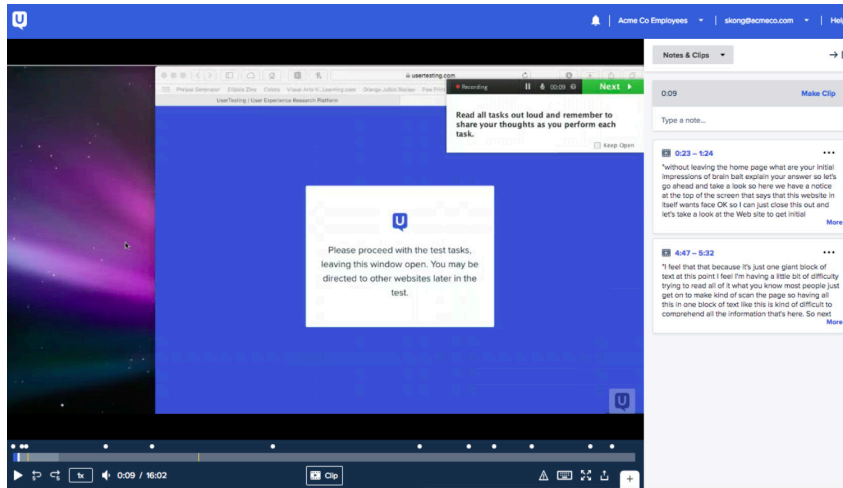 Acme Co Employees
skong@acmeco.com
Help
usertesting.com
UserTesting | User Experience Research Platform
Recording
00:09
Next
Read all tasks out loud and remember to
share your thoughts as you perform each
task.
Keep Open
Please proceed with the test tasks,
leaving this window open. You may be
directed to other websites later in the
test.
Notes & Clips
0:09
Make Clip
Type a note...
0:23 – 1:24
"without leaving the home page what are your initial
impressions of brain bait explain your answer so let's
go ahead and take a look so here we have a notice
at the top of the screen that says that this website in
itself wants face OK so I can just close this out and
let's take a look at the Web site to get initial
More
4:47 – 5:32
"I feel that that because it's just one giant block of
text at this point I feel I'm having a little bit of difficulty
trying to read all of it what you know most people just
get on to make kind of scan the page so having all
this in one block of text like this is kind of difficult to
comprehend all the information that's here. So next
More
5
5
1x
0:09 / 16:02
Clip